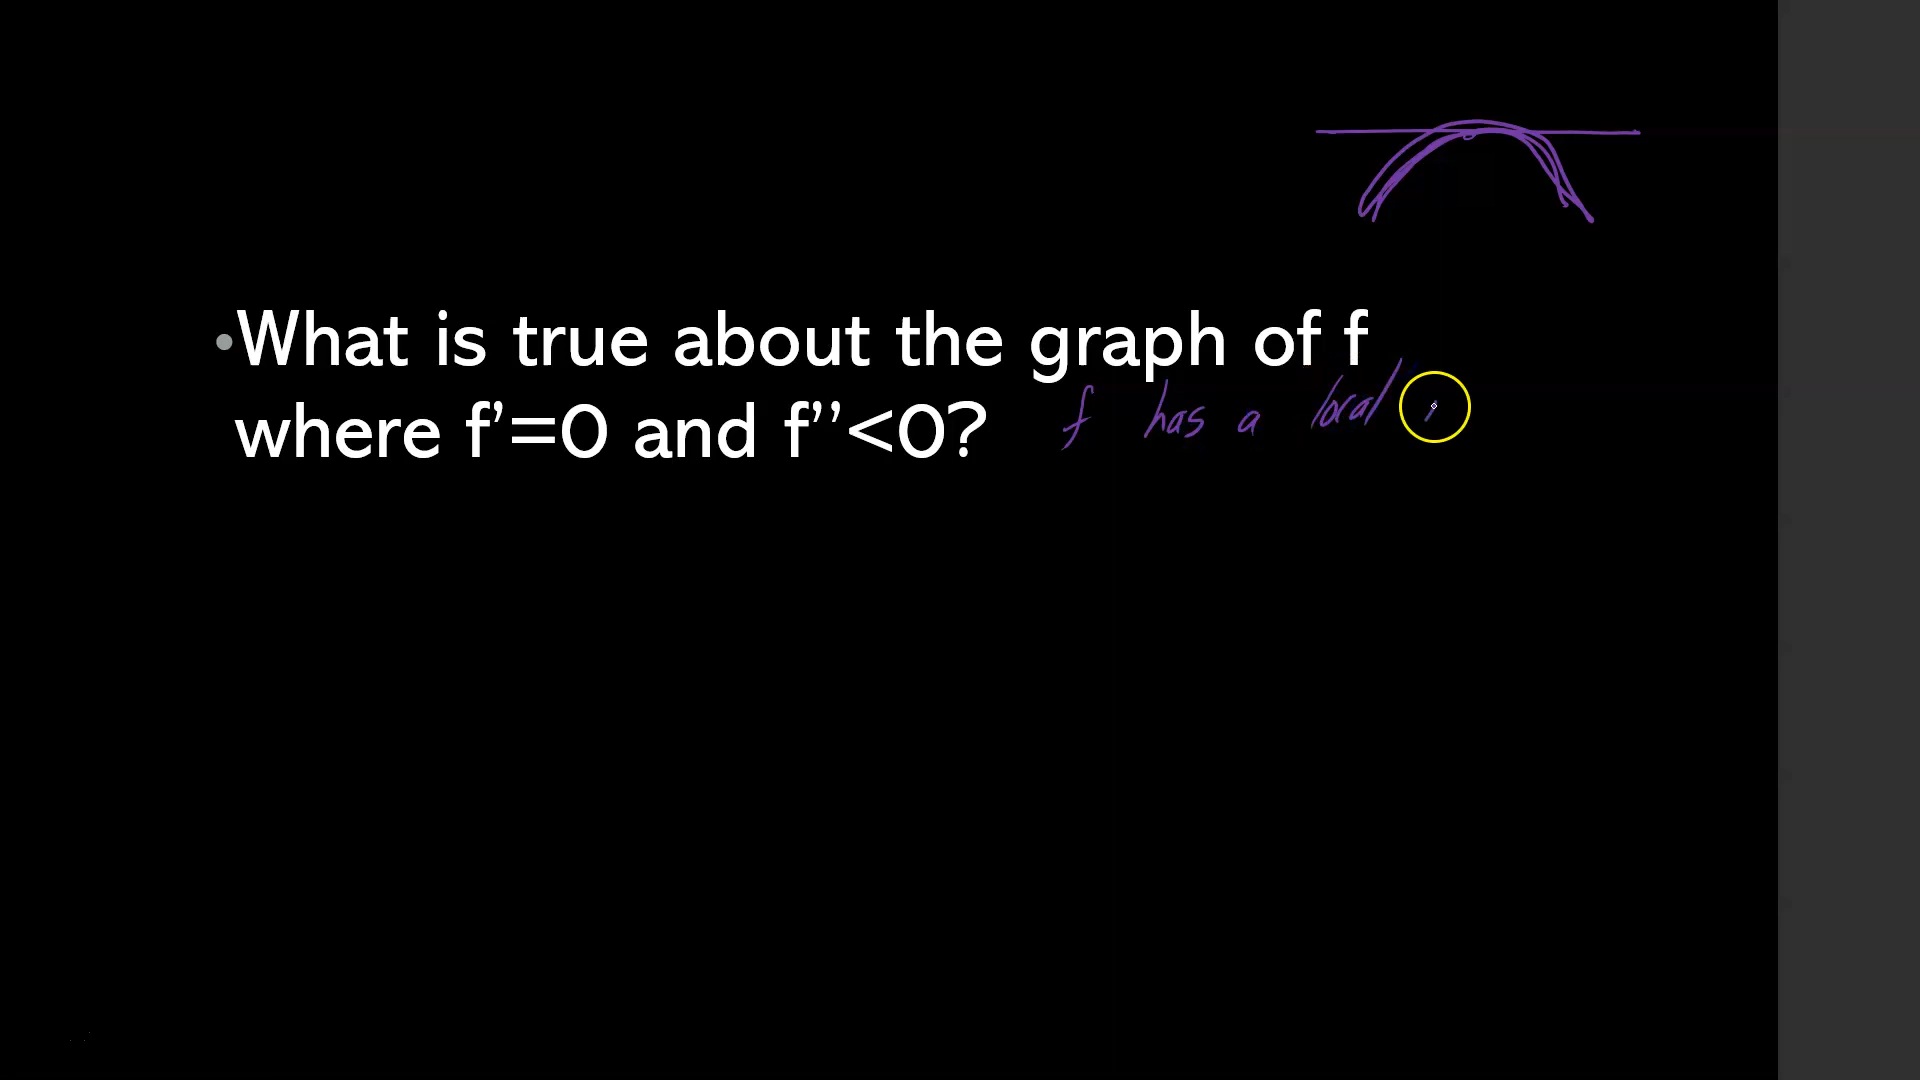 •What is true about the graph of f
where f’=0 and f’’<0?
f has a local